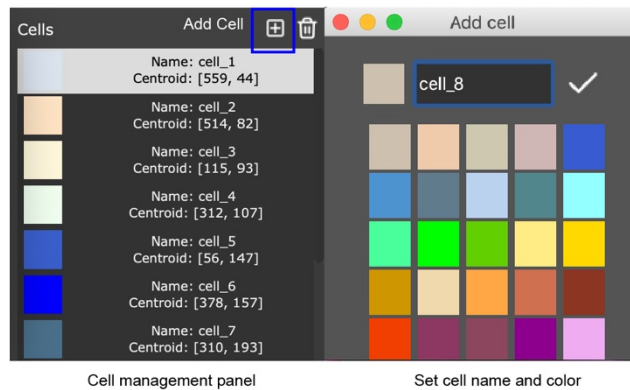 Cells
Add Cell
Name: cell_1
Centroid: [559, 44]
Name: cell_2
Centroid: [514, 82]
Name: cell_3
Centroid: [115, 93]
Name: cell_4
Centroid: [312, 107]
Name: cell_5
Centroid: [56, 147]
Name: cell_6
Centroid: [378, 157]
Name: cell_7
Centroid: [310, 193]
Cell management panel
Add cell
cell_8
Set cell name and color